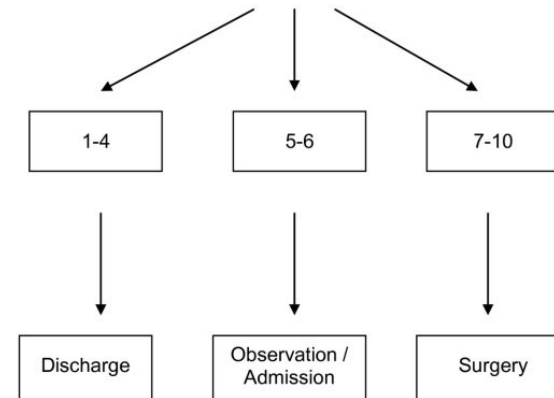 1-4
5-6
7-10
Discharge
Observation /
Admission
Surgery